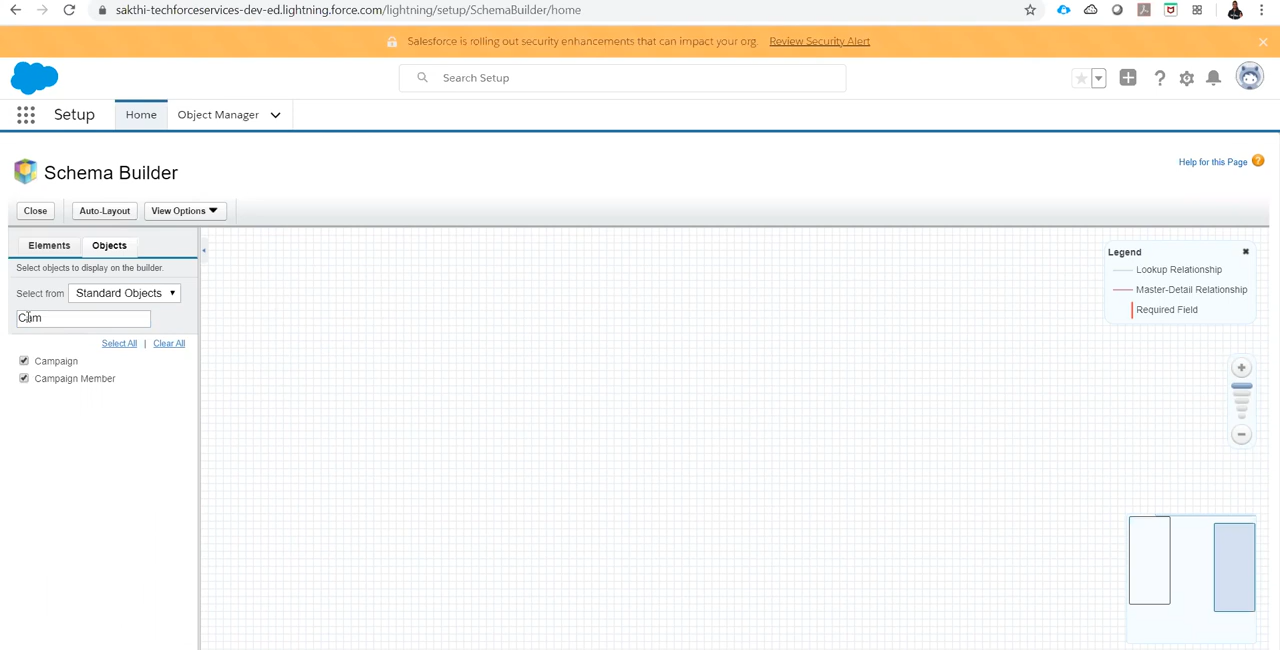 sakthi-techforceservices-dev-ed.lightning.force.com/lightning/setup/SchemaBuilder/home
Salesforce is rolling out security enhancements that can impact your org. Review Security Alert
Search Setup
Setup Home Object Manager
Schema Builder
Help for this Page
Close Auto-Layout View Options
Elements Objects
Select objects to display on the builder.
Select from Standard Objects
Cam
Select All | Clear All
Campaign
Campaign Member
Legend
Lookup Relationship
Master-Detail Relationship
Required Field